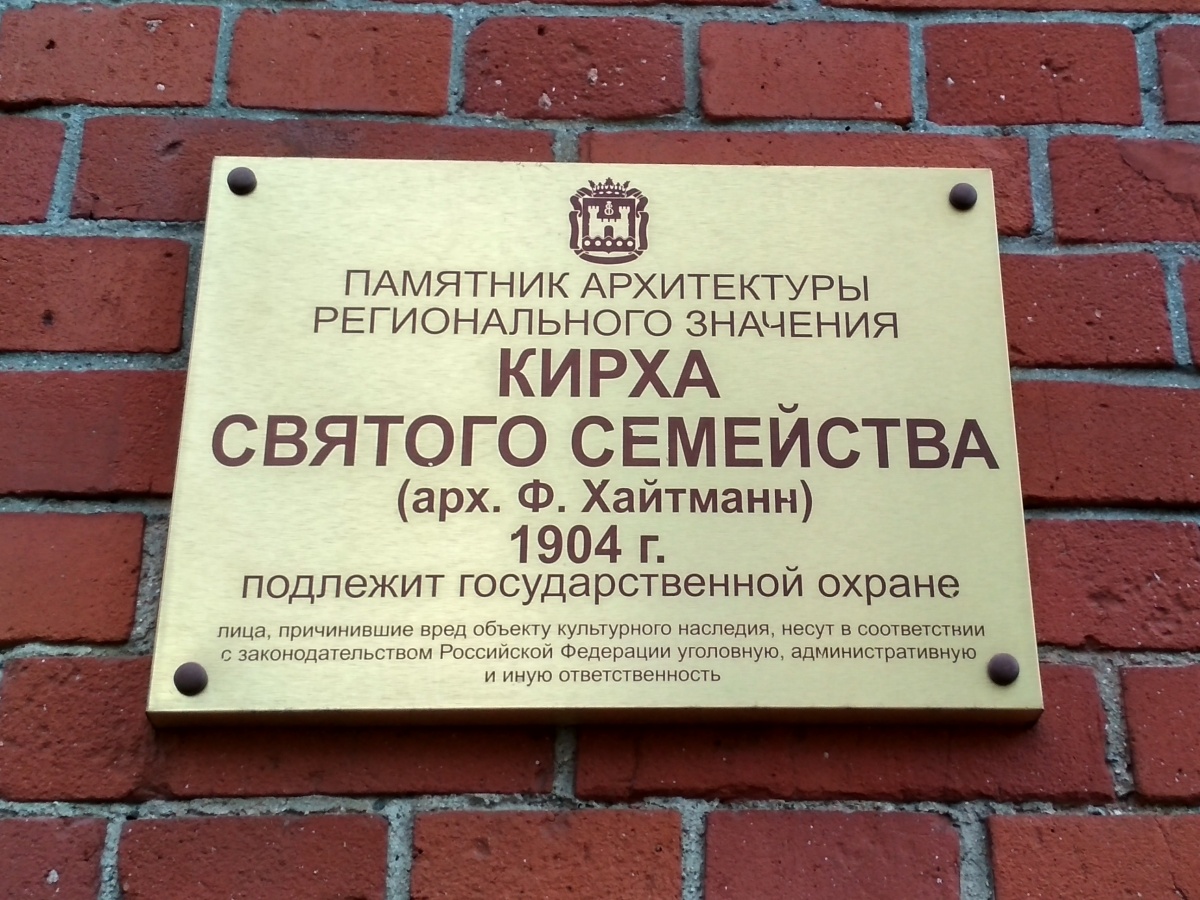 ПАМЯТНИК АРХИТЕКТУРЫ
РЕГИОНАЛЬНОГО ЗНАЧЕНИЯ
КИРХА
СВЯТОГО СЕМЕЙСТВА
(арх. Ф. Хайтманн)
1904 г.
подлежит государственной охране
лица, причинившие вред объекту культурного наследия, несут в соответствии
с законодательством Российской Федерации уголовную, административную
и иную ответственность